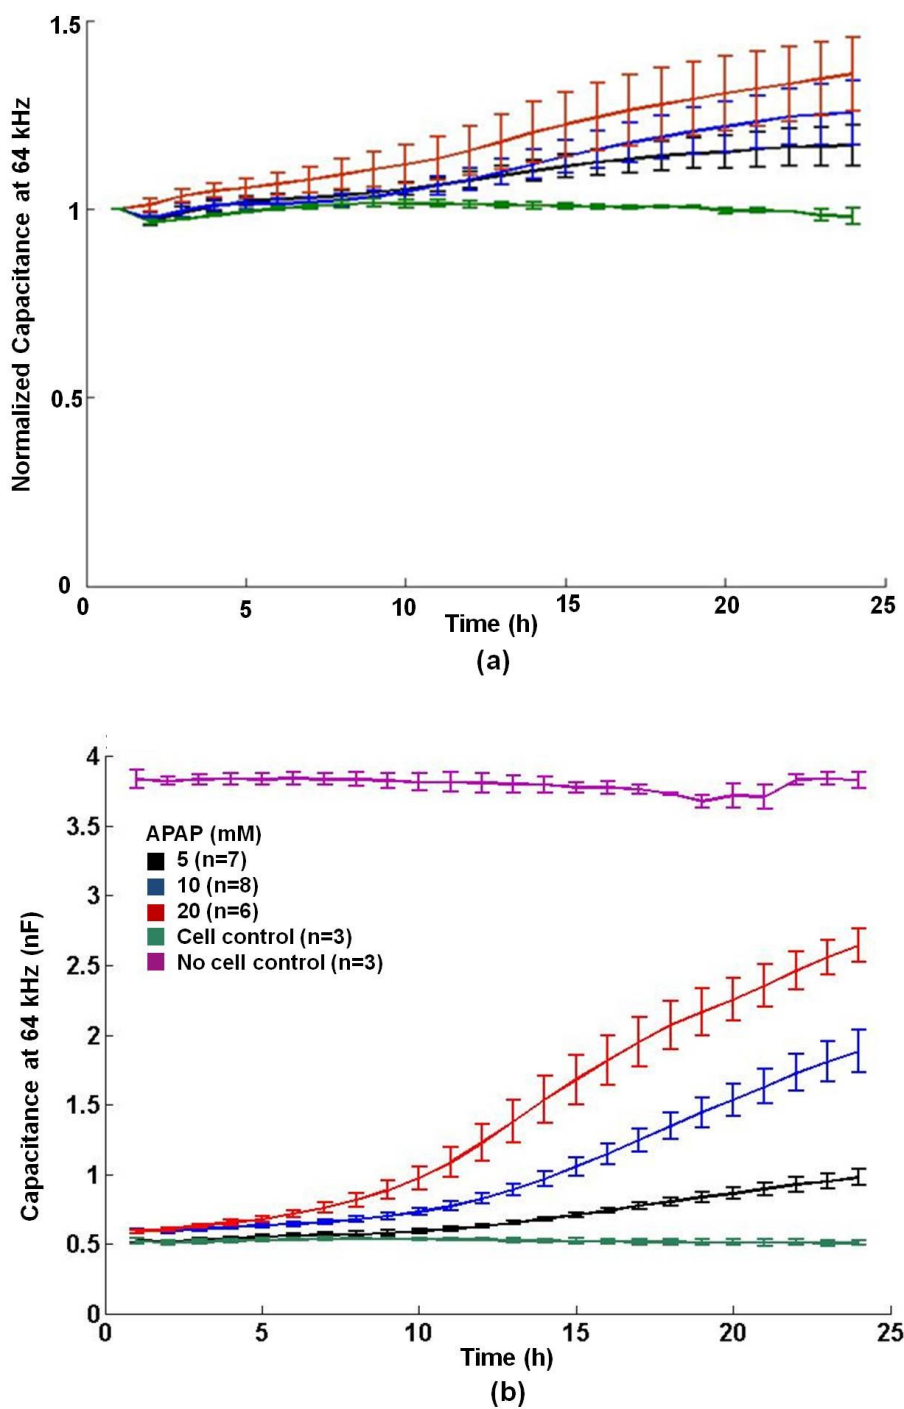 1.5
1
0.5
0
Normalized Capacitance at 64 kHz
0 5 10 15 20 25
Time (h)
(a)
4
3.5
3
2.5
2
1.5
1
0.5
0
Capacitance at 64 kHz (nF)
APAP (mM)
5 (n=7)
10 (n=8)
20 (n=6)
Cell control (n=3)
No cell control (n=3)
0 5 10 15 20 25
Time (h)
(b)